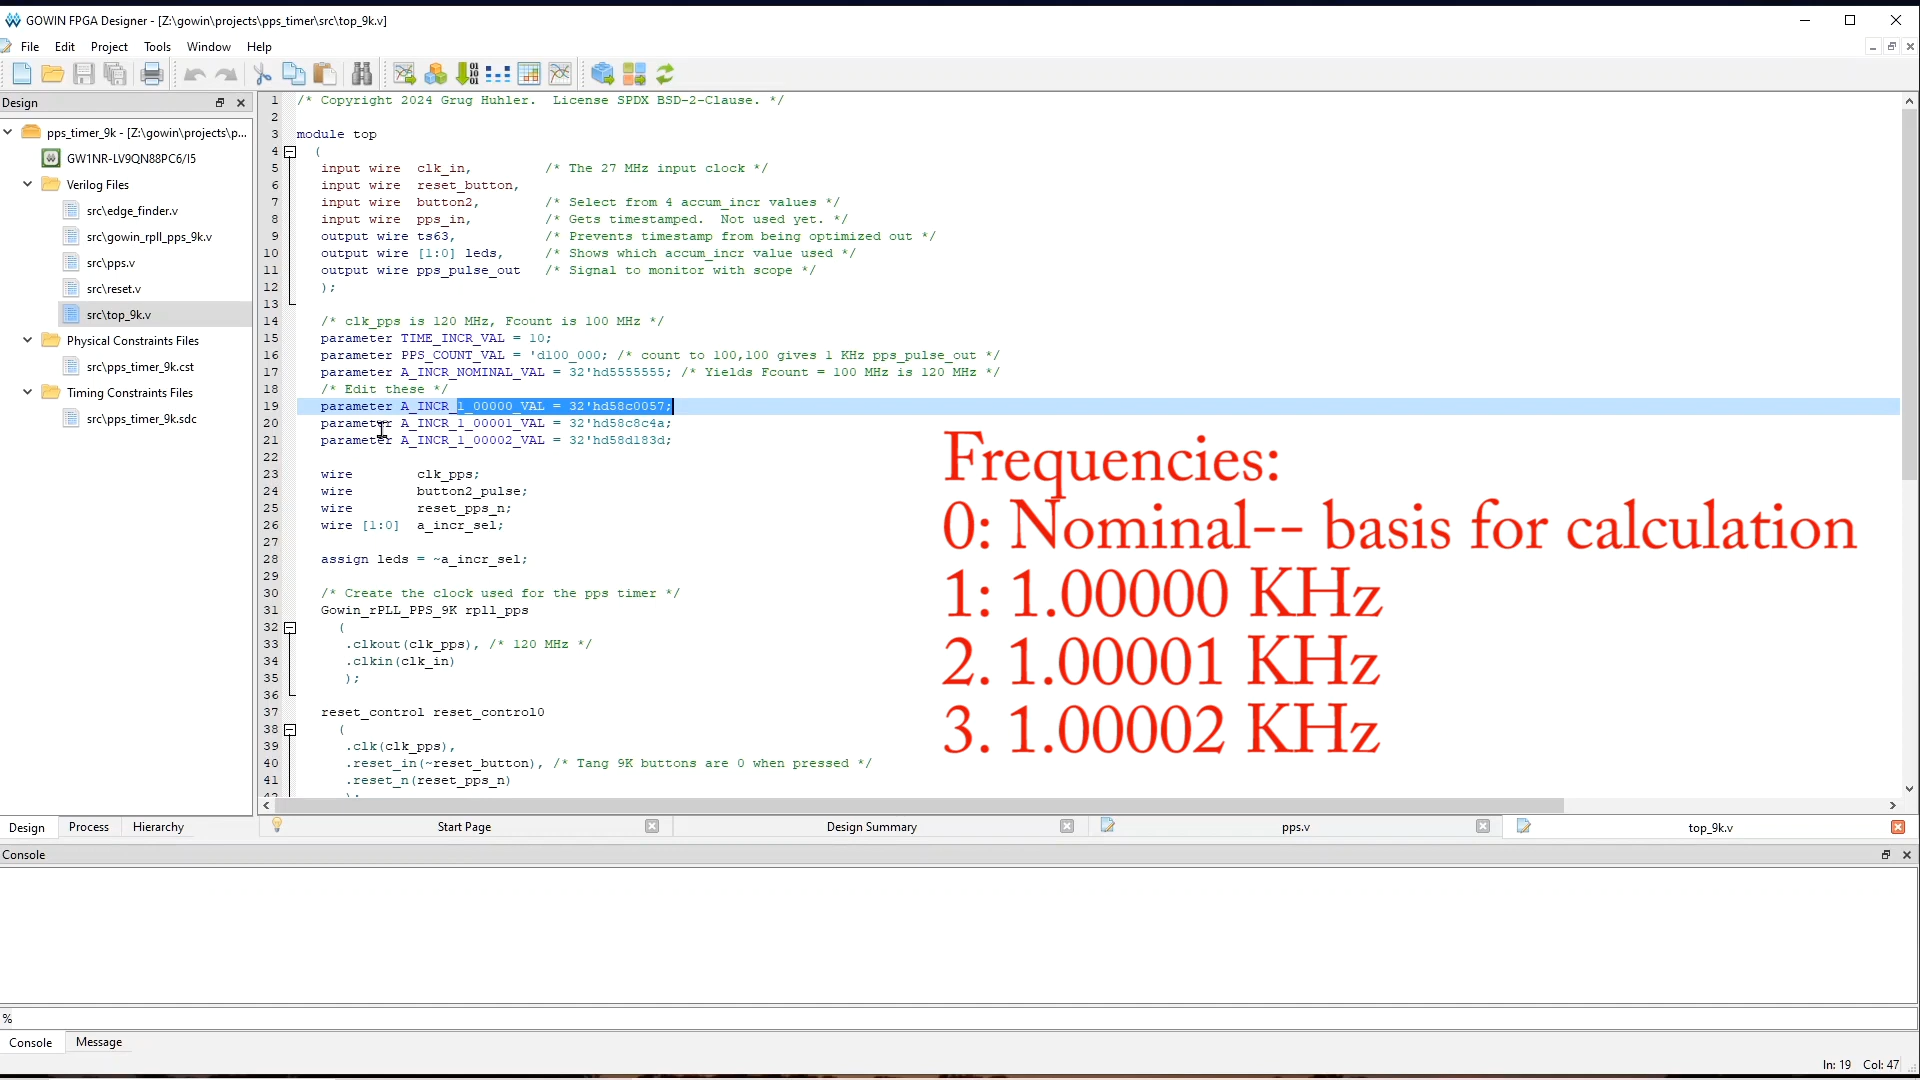 GOWIN FPGA Designer - [Z:\gowin\projects\pps_timer\src\top_9k.v]
File Edit Project Tools Window Help
Design
pps_timer_9k - [Z:\gowin\projects\p...
GW1NR-LV9QN88PC6/I5
Verilog Files
src\edge_finder.v
src\gowin_rpll_pps_9k.v
src\pps.v
src\reset.v
src\top_9k.v
Physical Constraints Files
src\pps_timer_9k.cst
Timing Constraints Files
src\pps_timer_9k.sdc
Design Process Hierarchy
1 /* Copyright 2024 Grug Huhler.  License SPDX BSD-2-Clause. */
2
3 module top
4 (
5 input wire  clk_in, /* The 27 MHz input clock */
6 input wire  reset_button,
7 input wire  button2, /* Select from 4 accum_incr values */
8 input wire  pps_in, /* Gets timestamped.  Not used yet. */
9 output wire ts63, /* Prevents timestamp from being optimized out */
10 output wire [1:0] leds, /* Shows which accum_incr value used */
11 output wire pps_pulse_out /* Signal to monitor with scope */
12 );
13
14 /* clk_pps is 120 MHz, Fcount is 100 MHz */
15 parameter TIME_INCR_VAL = 10;
16 parameter PPS_COUNT_VAL = 'd100_000; /* count to 100,100 gives 1 KHz pps_pulse_out */
17 parameter A_INCR_NOMINAL_VAL = 32'hd5555555; /* Yields Fcount = 100 MHz is 120 MHz */
18 /* Edit these */
19 parameter A_INCR_1_00000_VAL = 32'hd58c0057;
20 parameter A_INCR_1_00001_VAL = 32'hd58c8c4a;
21 parameter A_INCR_1_00002_VAL = 32'hd58d183d;
22
23 wire clk_pps;
24 wire button2_pulse;
25 wire reset_pps_n;
26 wire [1:0] a_incr_sel;
27
28 assign leds = ~a_incr_sel;
29
30 /* Create the clock used for the pps timer */
31 Gowin_rPLL_PPS_9K rpll_pps
32 (
33 .clkout(clk_pps), /* 120 MHz */
34 .clkin(clk_in)
35 );
36
37 reset_control reset_control0
38 (
39 .clk(clk_pps),
40 .reset_in(~reset_button), /* Tang 9K buttons are 0 when pressed */
41 .reset_n(reset_pps_n)
Frequencies:
0: Nominal-- basis for calculation
1: 1.00000 KHz
2. 1.00001 KHz
3. 1.00002 KHz
Start Page Design Summary pps.v top_9k.v
Console
%
Console Message
In: 19 Col: 47